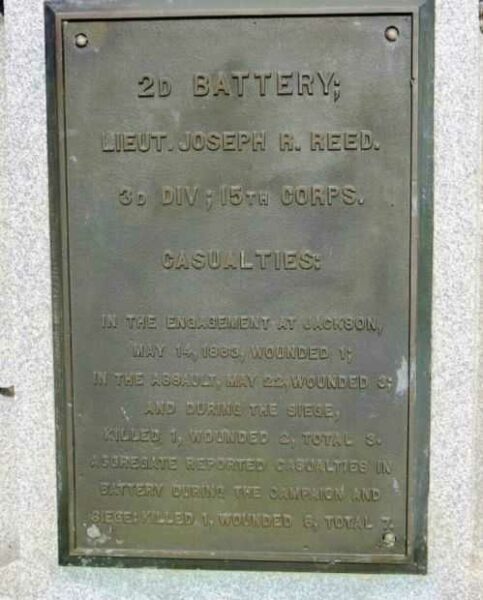 2D BATTERY;
LIEUT. JOSEPH R. REED.
3D DIV; 15TH CORPS.
CASUALTIES:
IN THE ENGAGEMENT AT JACKSON,
MAY 14, 1863, WOUNDED 1;
IN THE ASSAULT, MAY 22, WOUNDED 3;
AND DURING THE SIEGE,
KILLED 1, WOUNDED 2, TOTAL 3.
AGGREGATE REPORTED CASUALTIES IN
BATTERY DURING THE CAMPAIGN AND
SIEGE: KILLED 1, WOUNDED 6, TOTAL 7.